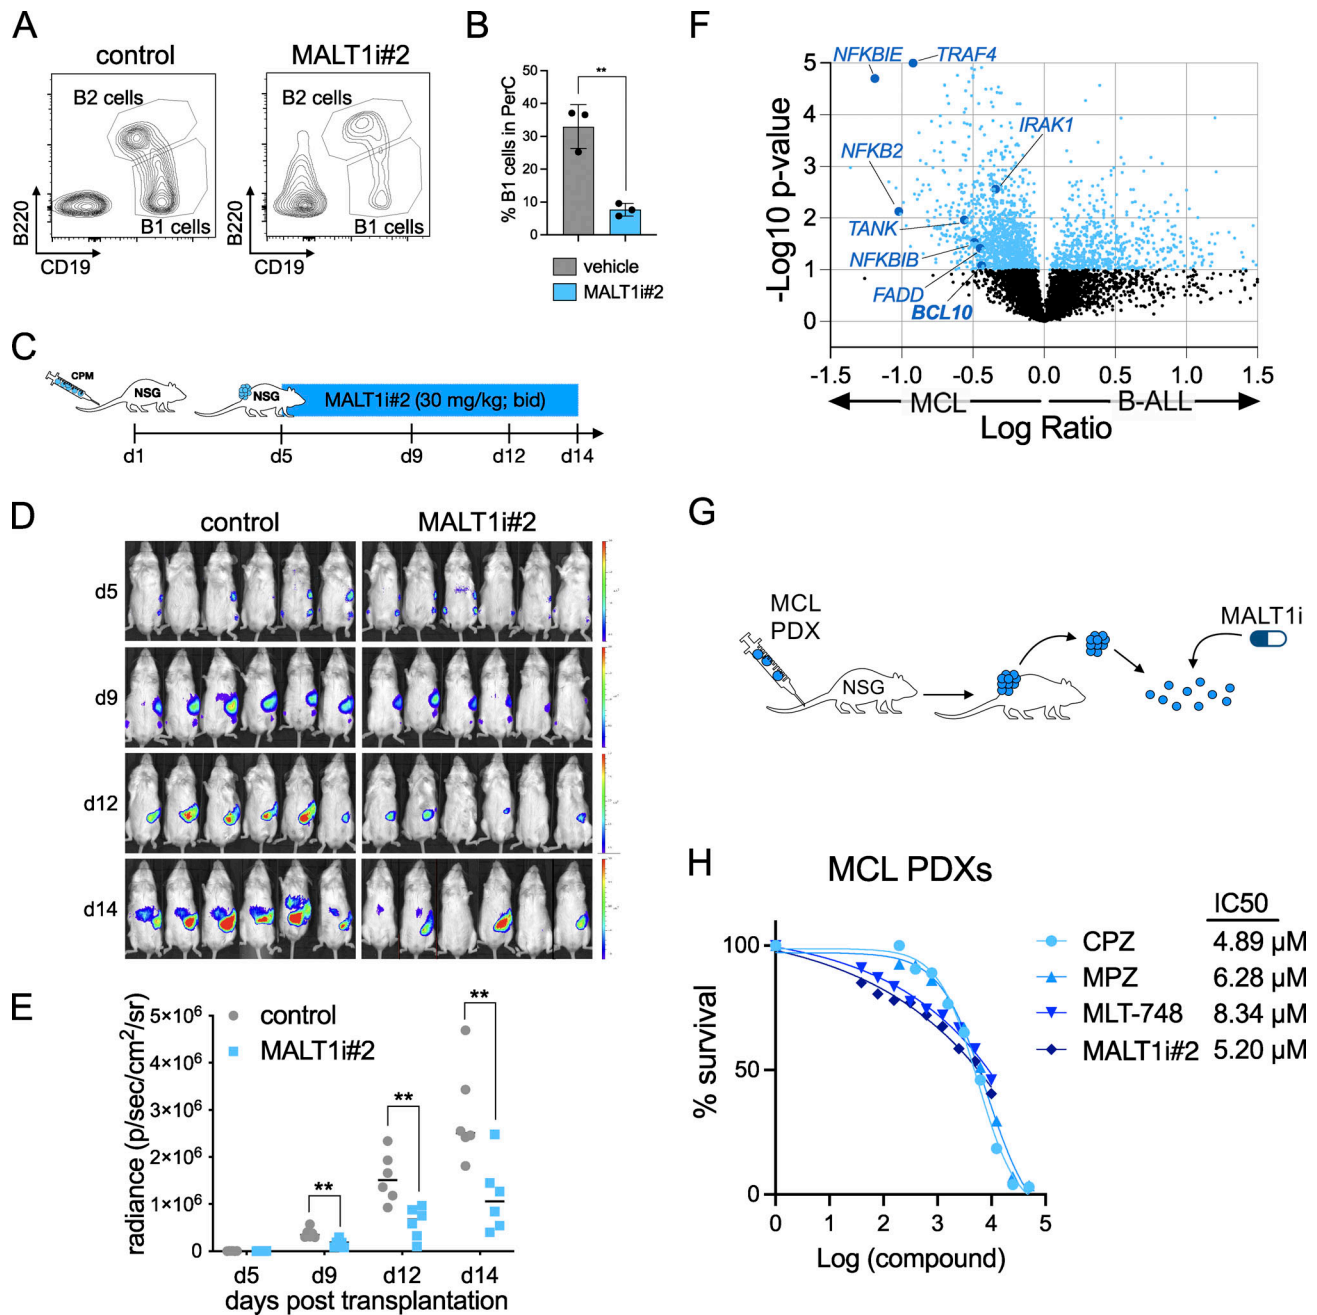 A
control
MALT1i#2
B2 cells
B1 cells
B220
CD19
B2 cells
B1 cells
B220
CD19
B
50
40
30
20
10
0
% B1 cells in PerC
**
vehicle
MALT1i#2
C
CPM
NSG
NSG
MALT1i#2 (30 mg/kg; bid)
d1
d5
d9
d12
d14
D
control
MALT1i#2
d5
d9
d12
d14
E
control
MALT1i#2
5×10⁶
4×10⁶
3×10⁶
2×10⁶
1×10⁶
0
radiance (p/sec/cm²/sr)
**
**
**
d5
d9
d12
d14
days post transplantation
F
5
4
3
2
1
0
-Log10 p-value
NFKBIE
TRAF4
IRAK1
NFKB2
TANK
NFKBIB
FADD
BCL10
-1.5
-1.0
-0.5
0.0
0.5
1.0
1.5
MCL
B-ALL
Log Ratio
G
MCL
PDX
NSG
MALT1i
H
MCL PDXs
100
50
0
% survival
0
1
2
3
4
5
Log (compound)
IC50
CPZ 4.89 µM
MPZ 6.28 µM
MLT-748 8.34 µM
MALT1i#2 5.20 µM